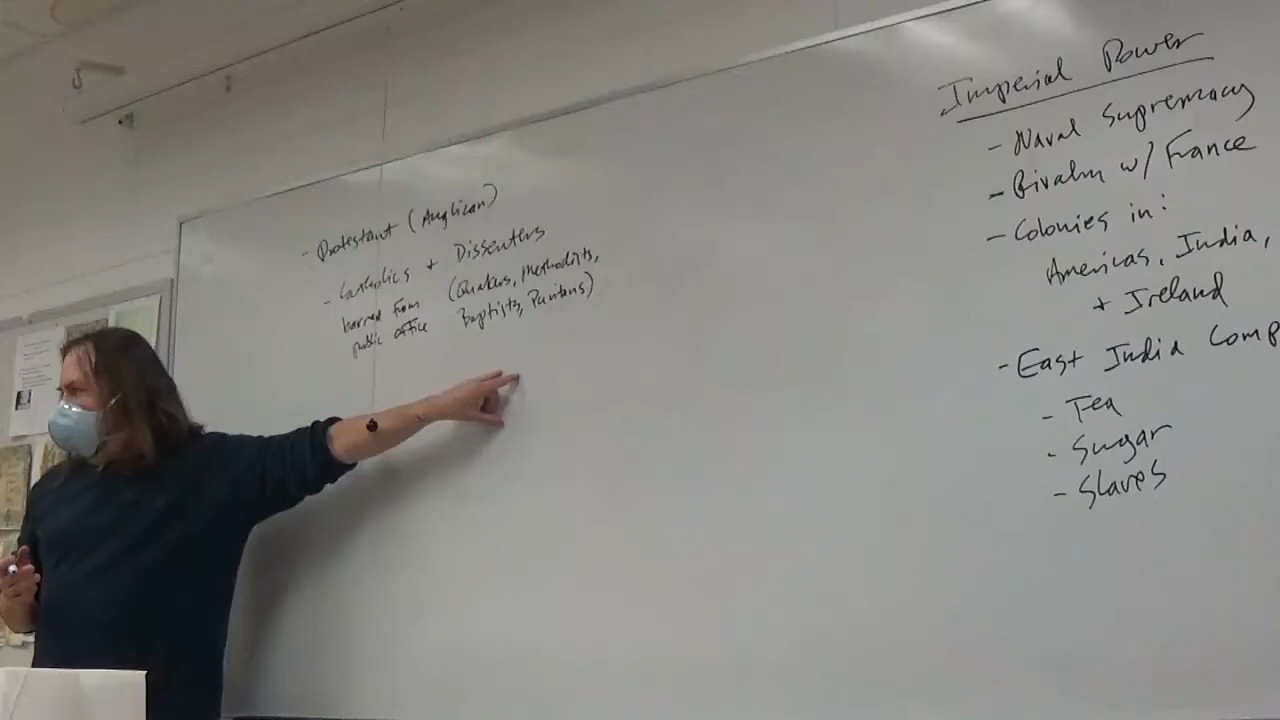 - Protestant (Anglican)
- Catholics + Dissenters
barred from (Quakers, Methodists,
public office Baptists, Puritans)
Imperial Power
- Naval Supremacy
- Rivalry w/ France
- Colonies in:
Americas, India,
+ Ireland
- East India Comp
- Tea
- Sugar
- Slaves